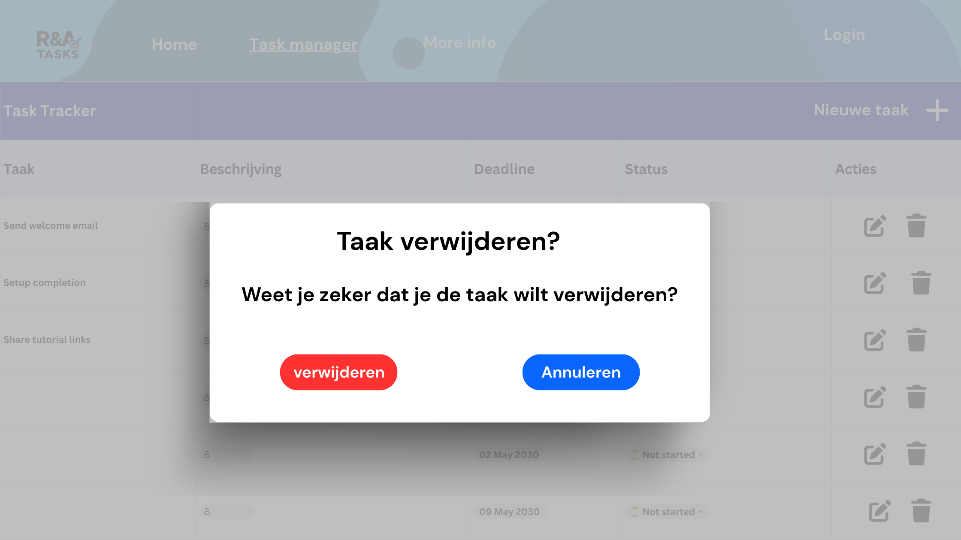 R&A
TASKS
Home
Task manager
More info
Login
Task Tracker
Nieuwe taak
Taak
Beschrijving
Deadline
Status
Acties
Send welcome email
8
Setup completion
8
Share tutorial links
8
8
8
02 May 2030
Not started
8
09 May 2030
Not started
Taak verwijderen?
Weet je zeker dat je de taak wilt verwijderen?
verwijderen
Annuleren